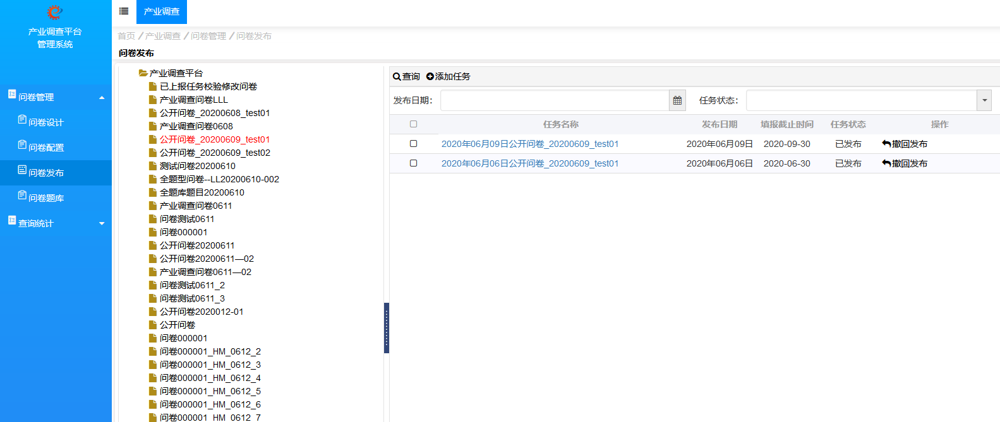 产业调查平台
管理系统
问卷管理
问卷设计
问卷配置
问卷发布
问卷题库
查询统计
产业调查
首页 / 产业调查 / 问卷管理 / 问卷发布
问卷发布
产业调查平台
已上报任务校验修改问卷
产业调查问卷LLL
公开问卷_20200608_test01
产业调查问卷0608
公开问卷_20200609_test01
公开问卷_20200609_test02
测试问卷20200610
全题型问卷--LL20200610-002
全题库题目20200610
产业调查问卷0611
问卷测试0611
问卷000001
公开问卷20200611
公开问卷20200611—02
产业调查问卷0611—02
问卷测试0611_2
问卷测试0611_3
公开问卷2020012-01
公开问卷
问卷000001
问卷000001_HM_0612_2
问卷000001_HM_0612_3
问卷000001_HM_0612_4
问卷000001_HM_0612_5
问卷000001_HM_0612_6
问卷000001_HM_0612_7
查询 添加任务
发布日期： 任务状态：
任务名称 发布日期 填报截止时间 任务状态 操作
2020年06月09日公开问卷_20200609_test01 2020年06月09日 2020-09-30 已发布 撤回发布
2020年06月06日公开问卷_20200609_test01 2020年06月06日 2020-06-30 已发布 撤回发布